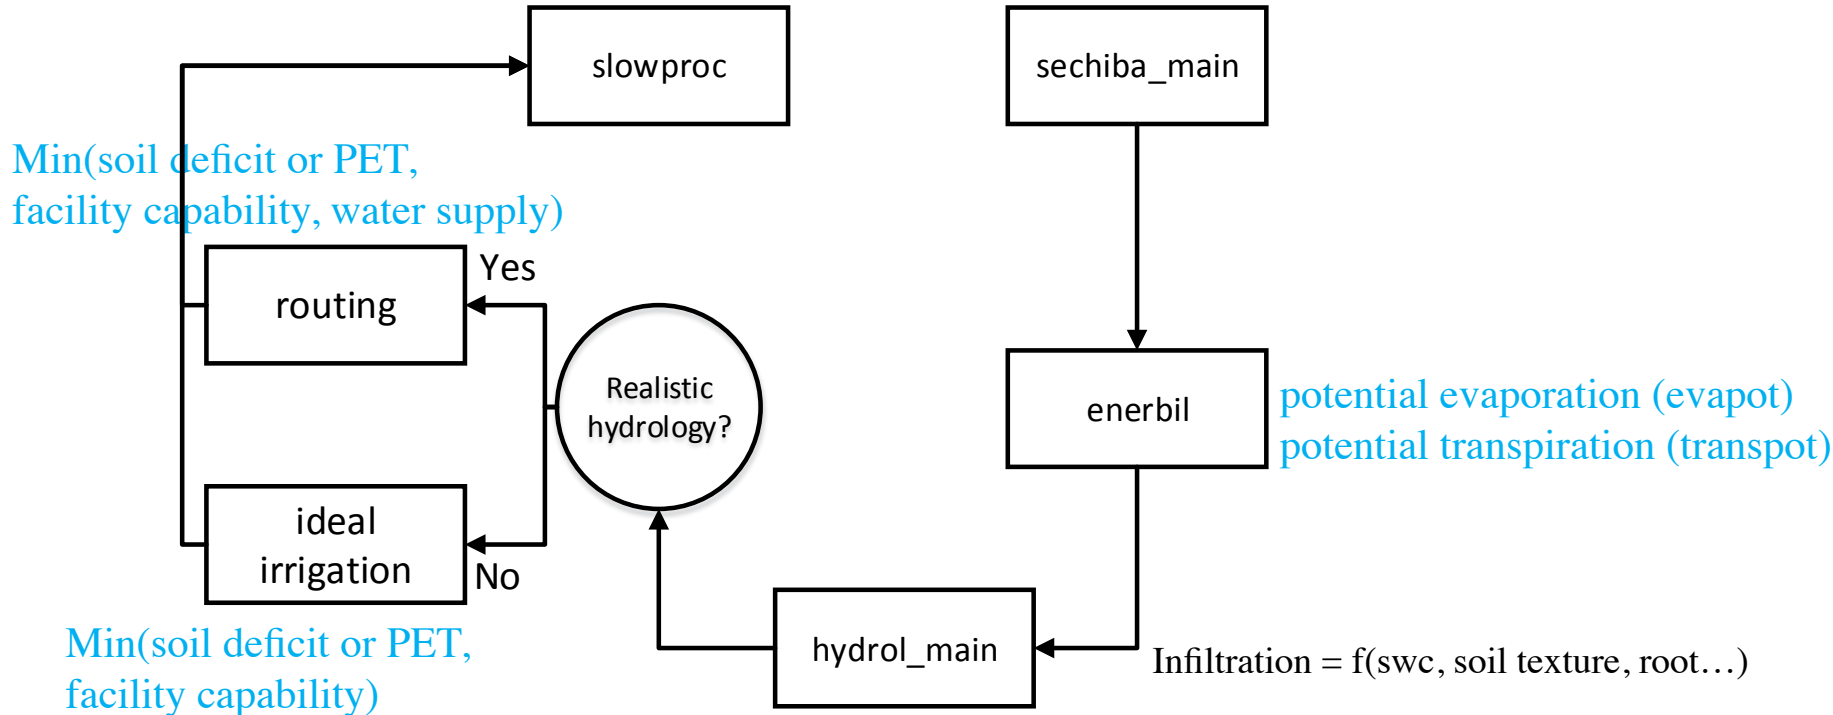 slowproc
sechiba_main
Min(soil deficit or PET,
facility capability, water supply)
Yes
routing
Realistic
hydrology?
enerbil
potential evaporation (evapot)
potential transpiration (transpot)
ideal
irrigation
No
Min(soil deficit or PET,
facility capability)
hydrol_main
Infiltration = f(swc, soil texture, root…)